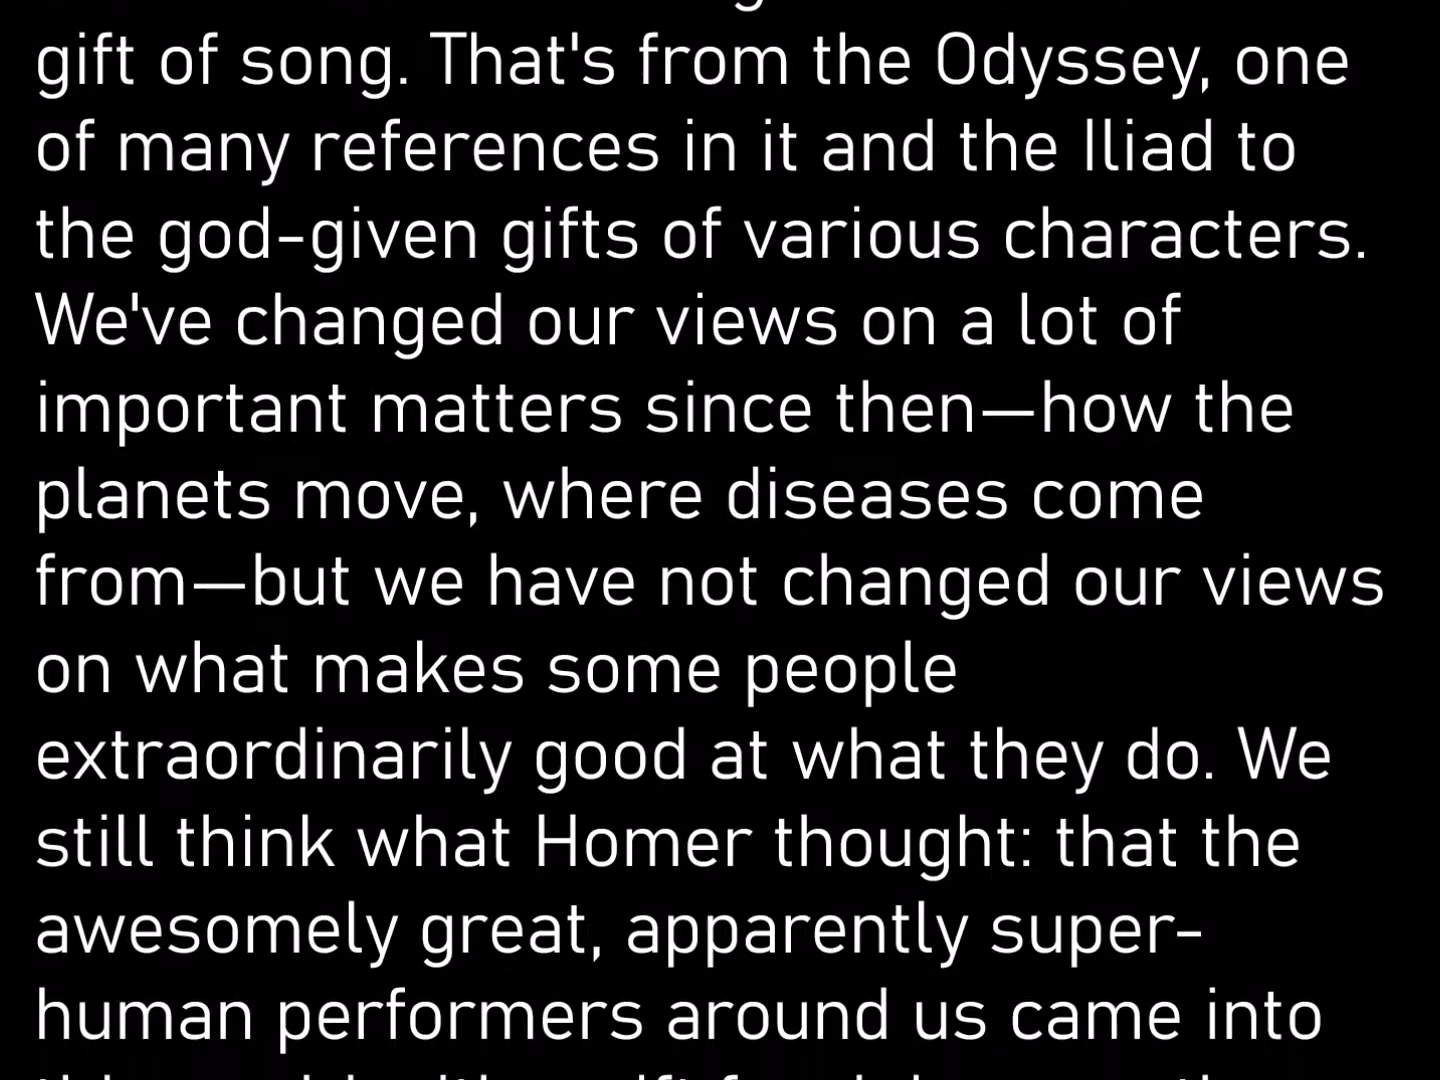 gift of song. That's from the Odyssey, one
of many references in it and the Iliad to
the god-given gifts of various characters.
We've changed our views on a lot of
important matters since then—how the
planets move, where diseases come
from—but we have not changed our views
on what makes some people
extraordinarily good at what they do. We
still think what Homer thought: that the
awesomely great, apparently super-
human performers around us came into